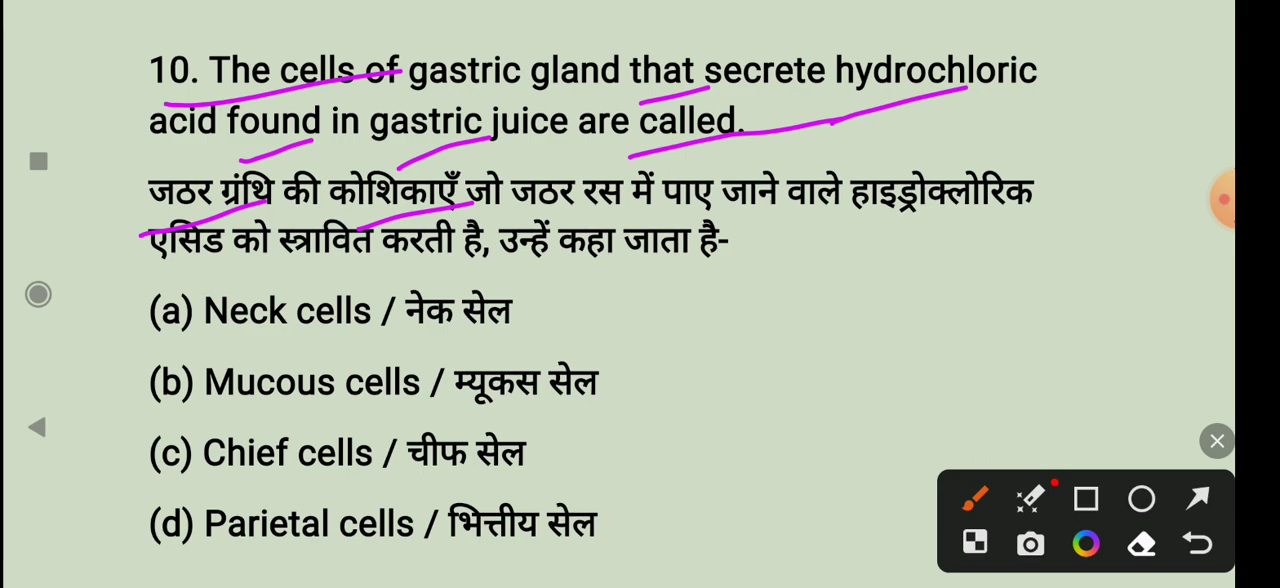 10. The cells of gastric gland that secrete hydrochloric
acid found in gastric juice are called.
जठर ग्रंथि की कोशिकाएँ जो जठर रस में पाए जाने वाले हाइड्रोक्लोरिक
एसिड को स्त्रावित करती है, उन्हें कहा जाता है-
(a) Neck cells / नेक सेल
(b) Mucous cells / म्यूकस सेल
(c) Chief cells / चीफ सेल
(d) Parietal cells / भित्तीय सेल